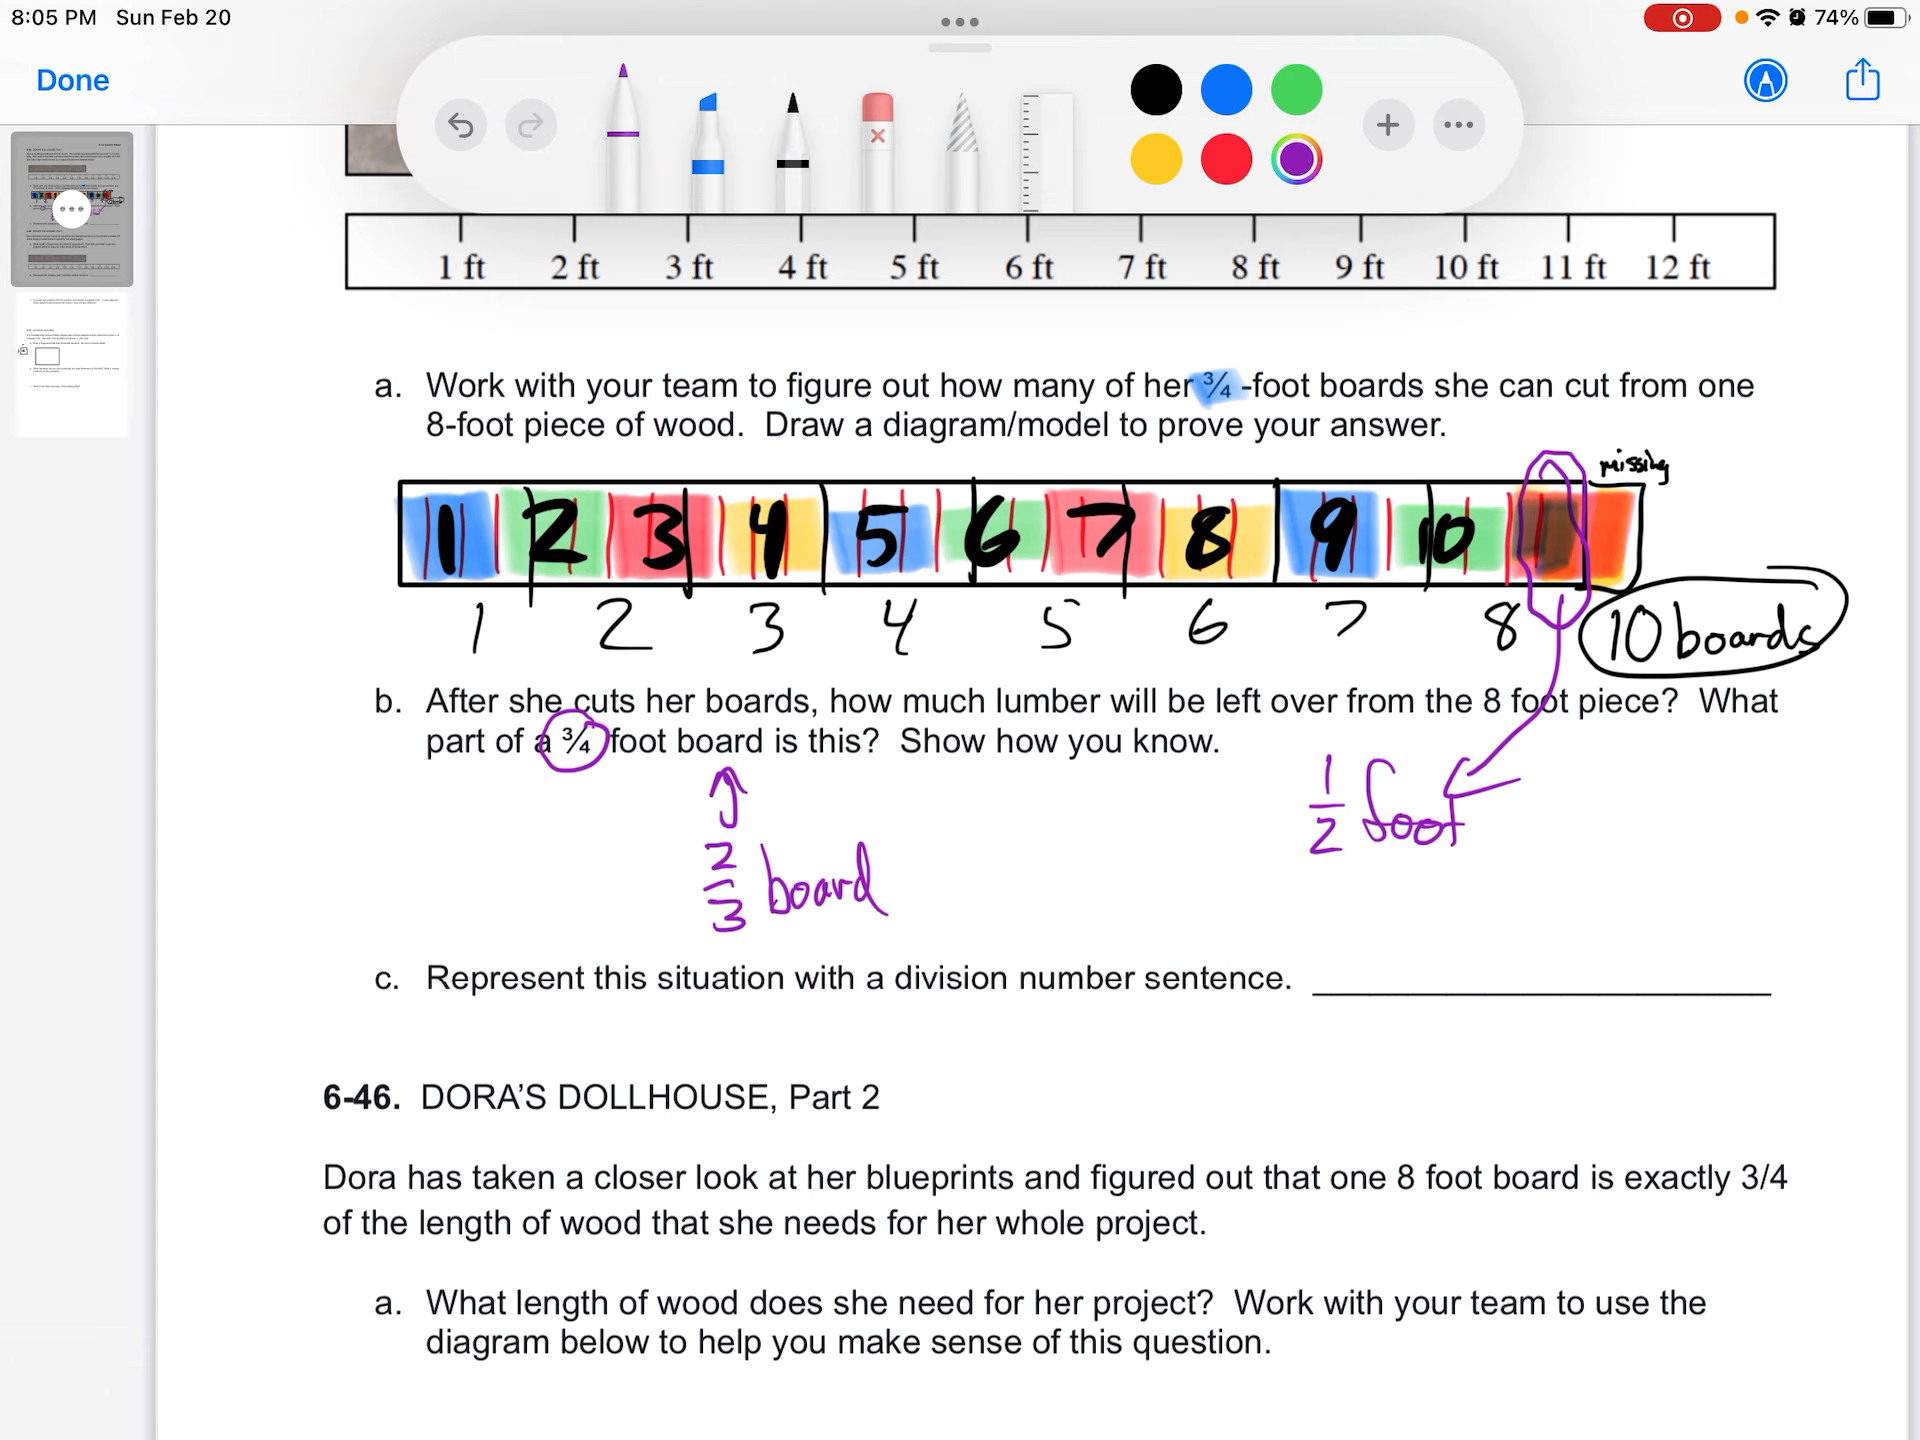 8:05 PM Sun Feb 20
74%
Done
1 ft 2 ft 3 ft 4 ft 5 ft 6 ft 7 ft 8 ft 9 ft 10 ft 11 ft 12 ft
a. Work with your team to figure out how many of her ¾ -foot boards she can cut from one
8-foot piece of wood. Draw a diagram/model to prove your answer.
missing
1 2 3 4 5 6 7 8 9 10
1 2 3 4 5 6 7 8
10 boards
b. After she cuts her boards, how much lumber will be left over from the 8 foot piece? What
part of a ¾ foot board is this? Show how you know.
1/2 foot
2/3 board
c. Represent this situation with a division number sentence. ____________________
6-46. DORA'S DOLLHOUSE, Part 2
Dora has taken a closer look at her blueprints and figured out that one 8 foot board is exactly 3/4
of the length of wood that she needs for her whole project.
a. What length of wood does she need for her project? Work with your team to use the
diagram below to help you make sense of this question.